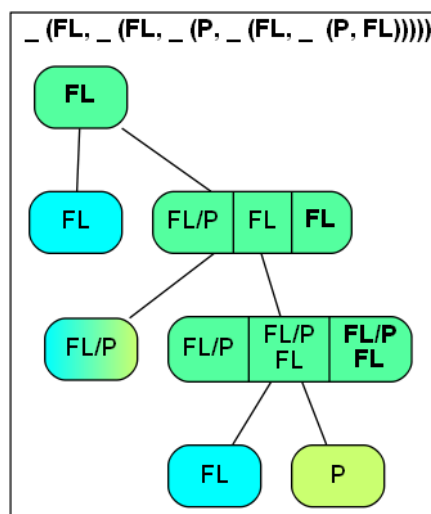 _ (FL, _ (FL, _ (P, _ (FL, _ (P, FL)))))
FL
FL
FL/P FL FL
FL/P
FL/P FL/P FL FL/P FL
FL P